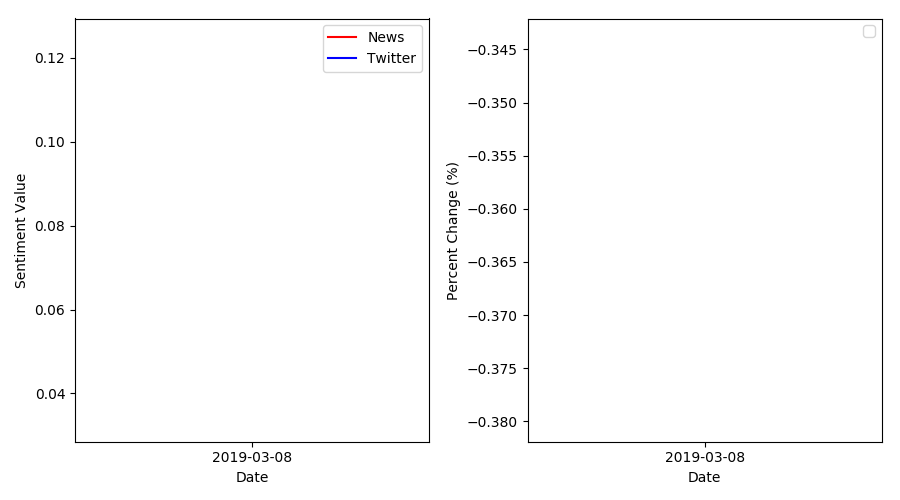 News
Twitter
0.12
0.10
0.08
0.06
0.04
Sentiment Value
2019-03-08
Date
−0.345
−0.350
−0.355
−0.360
−0.365
−0.370
−0.375
−0.380
Percent Change (%)
2019-03-08
Date